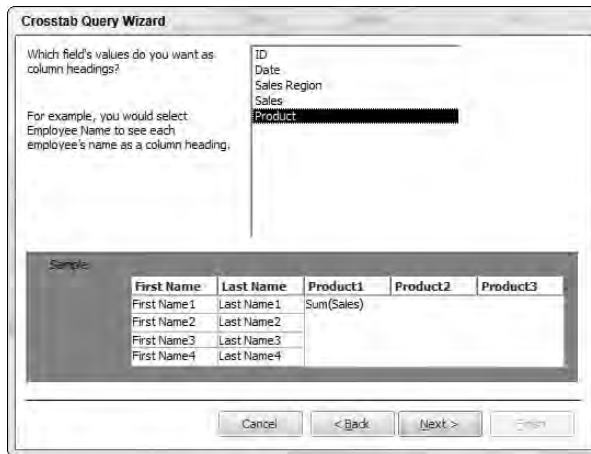 Crosstab Query Wizard
Which field's values do you want as
column headings?
For example, you would select
Employee Name to see each
employee's name as a column heading.
ID
Date
Sales Region
Sales
Product
Sample:
First Name Last Name Product1 Product2 Product3
First Name1 Last Name1 Sum(Sales)
First Name2 Last Name2
First Name3 Last Name3
First Name4 Last Name4
Cancel < Back Next > Finish